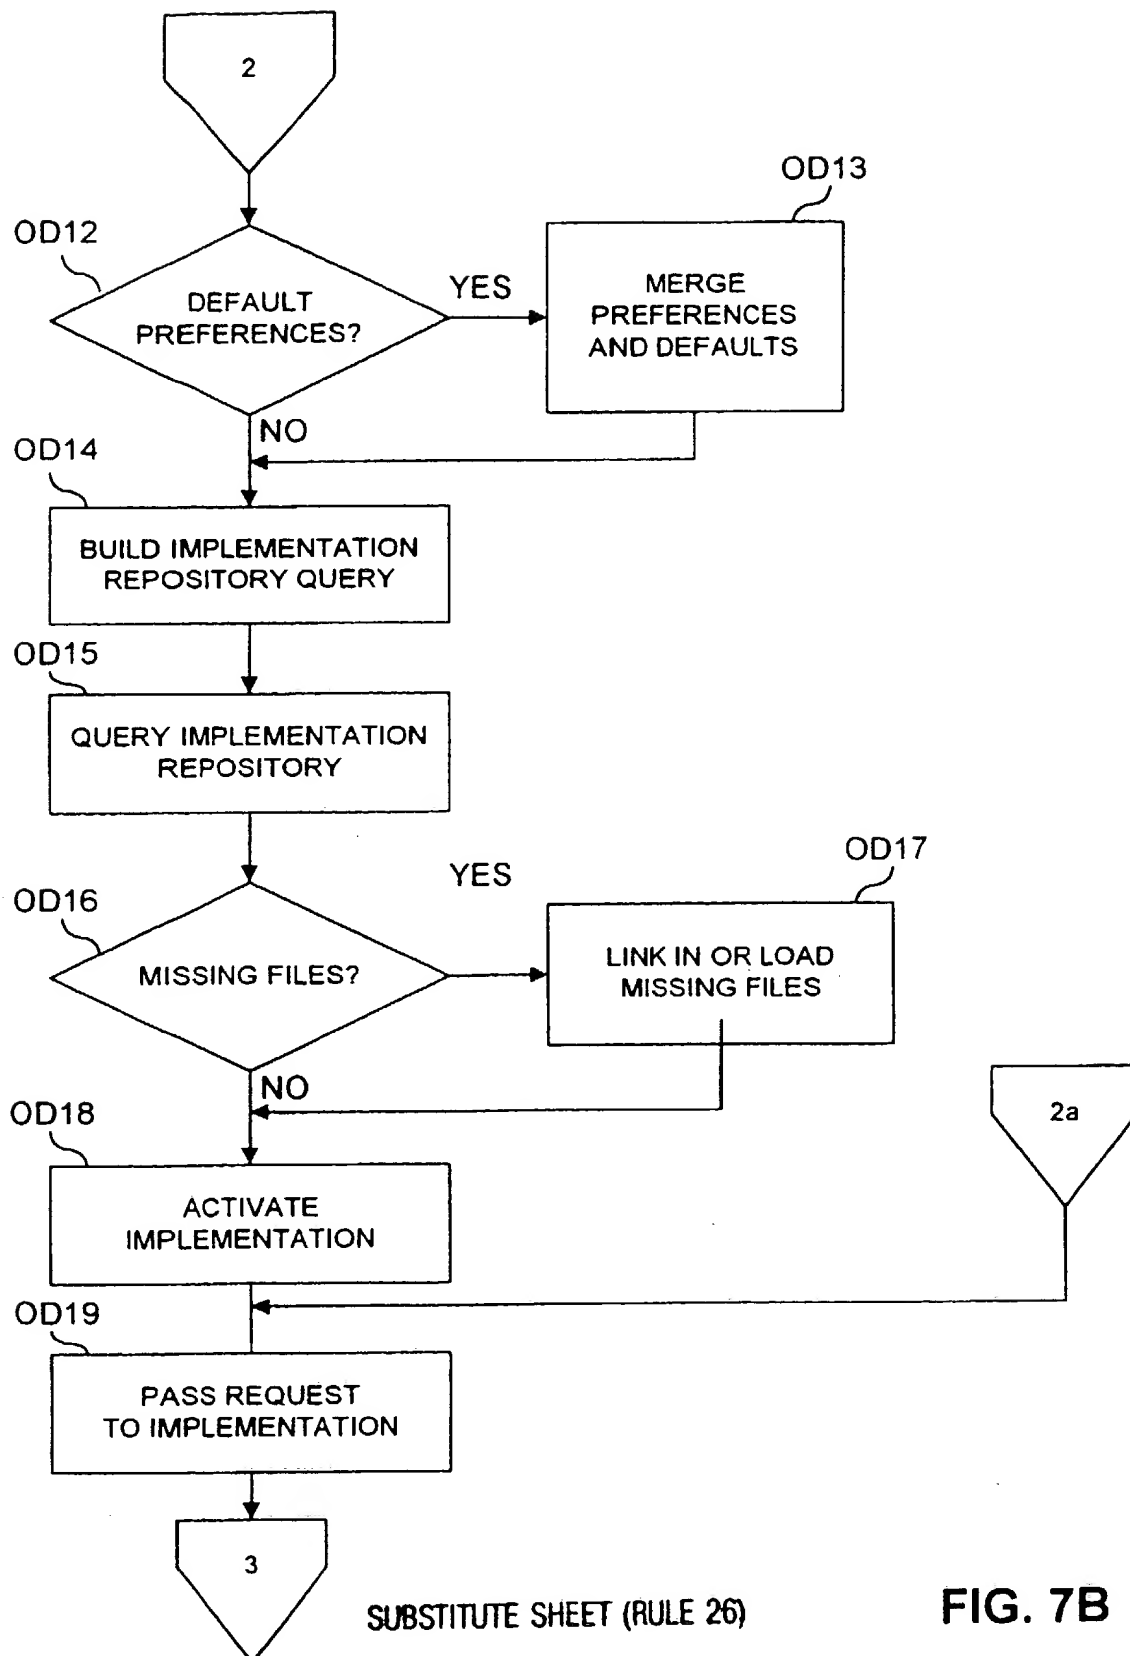 2
OD13
OD12
YES
DEFAULT
PREFERENCES?
MERGE
PREFERENCES
AND DEFAULTS
NO
OD14
BUILD IMPLEMENTATION
REPOSITORY QUERY
OD15
QUERY IMPLEMENTATION
REPOSITORY
OD17
YES
OD16
MISSING FILES?
LINK IN OR LOAD
MISSING FILES
NO
OD18
2a
ACTIVATE
IMPLEMENTATION
OD19
PASS REQUEST
TO IMPLEMENTATION
3
SUBSTITUTE SHEET (RULE 26)
FIG. 7B